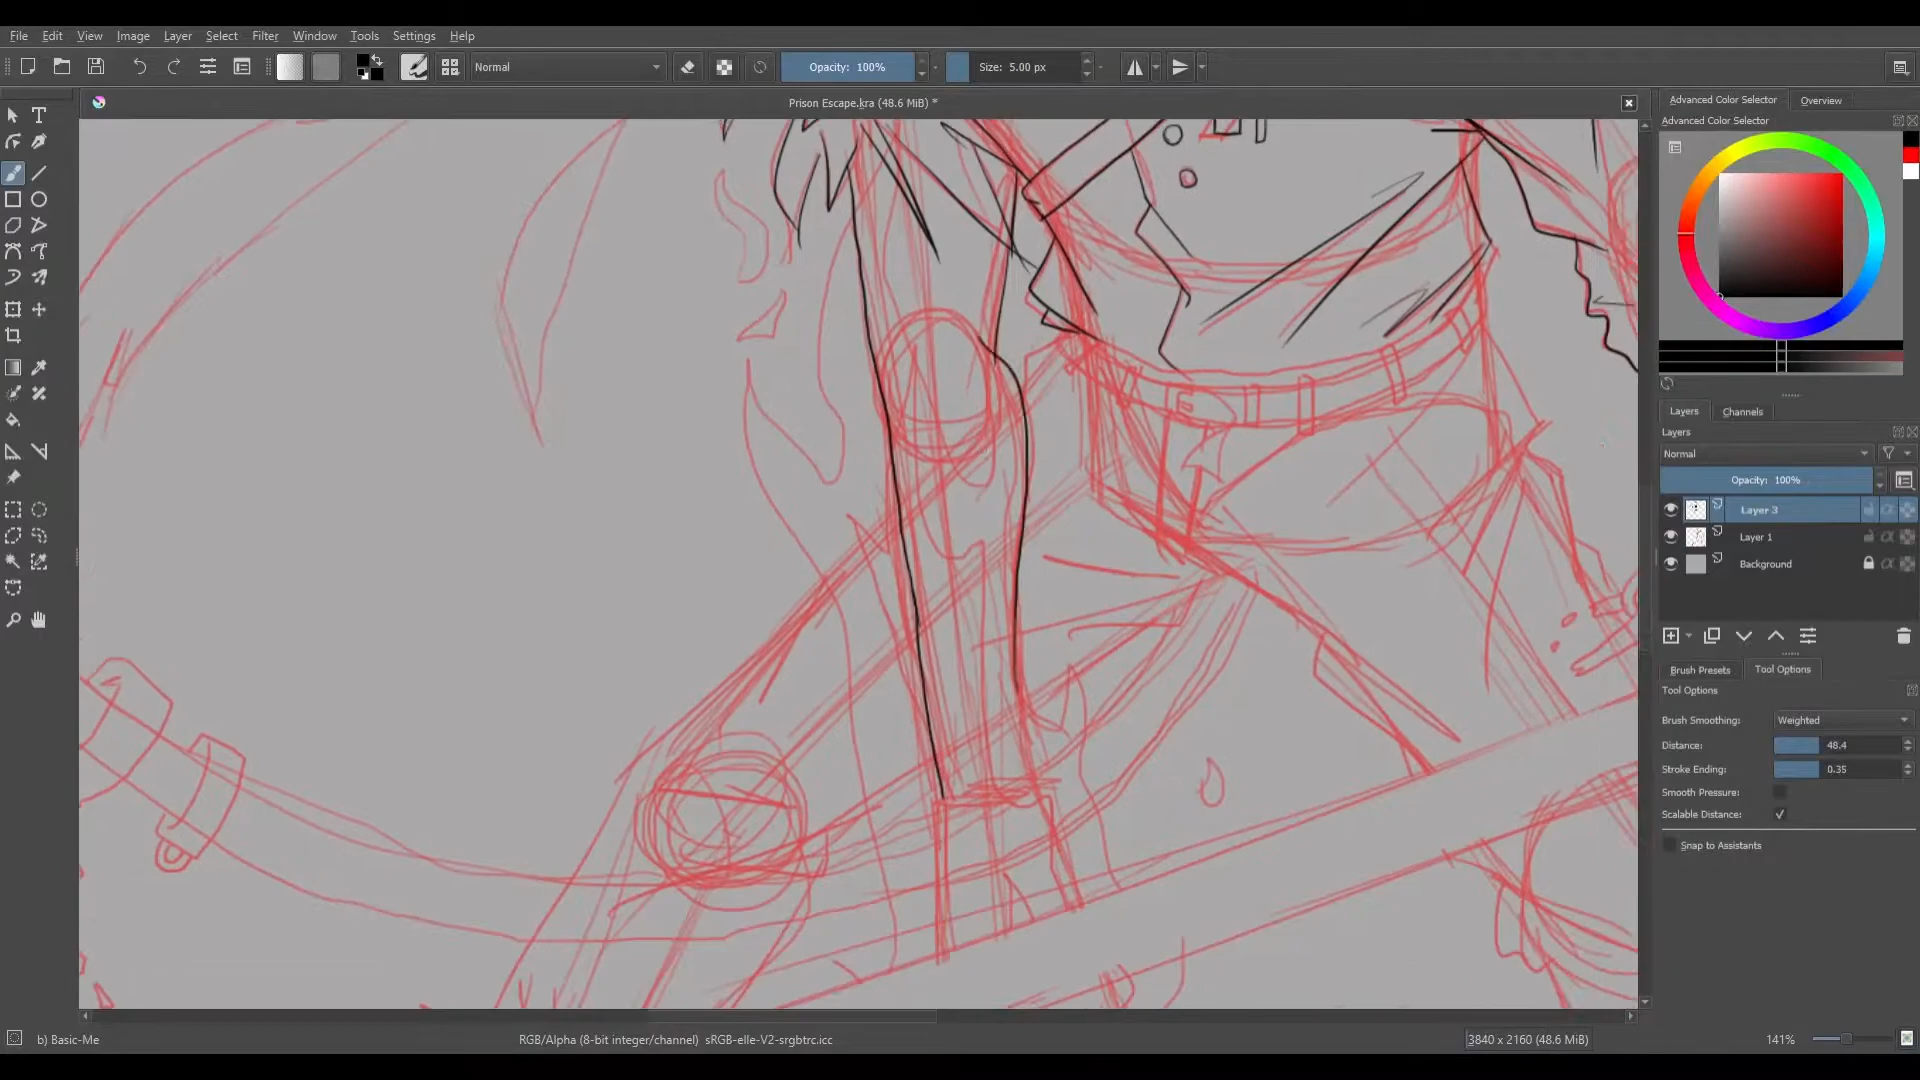 File Edit View Image Layer Select Filter Tools Settings Help
Normal
Opacity: 100%
Size: 5.00 px
Prison Escape.kra (48.6 MiB) *
Advanced Color Selector
Overview
Advanced Color Selector
Layers
Channels
Layers
Normal
Opacity: 100%
Layer 3
Layer 1
Background
Brush Presets
Tool Options
Tool Options
Brush Smoothing: Weighted
Distance: 48.4
Stroke Ending: 0.35
Smooth Pressure:
Scalable Distance:
Snap to Assistants
b) Basic-Me
RGB/Alpha (8-bit integer/channel) sRGB-elle-V2-srgbtrc.icc
3840 x 2160 (48.6 MiB)
141%